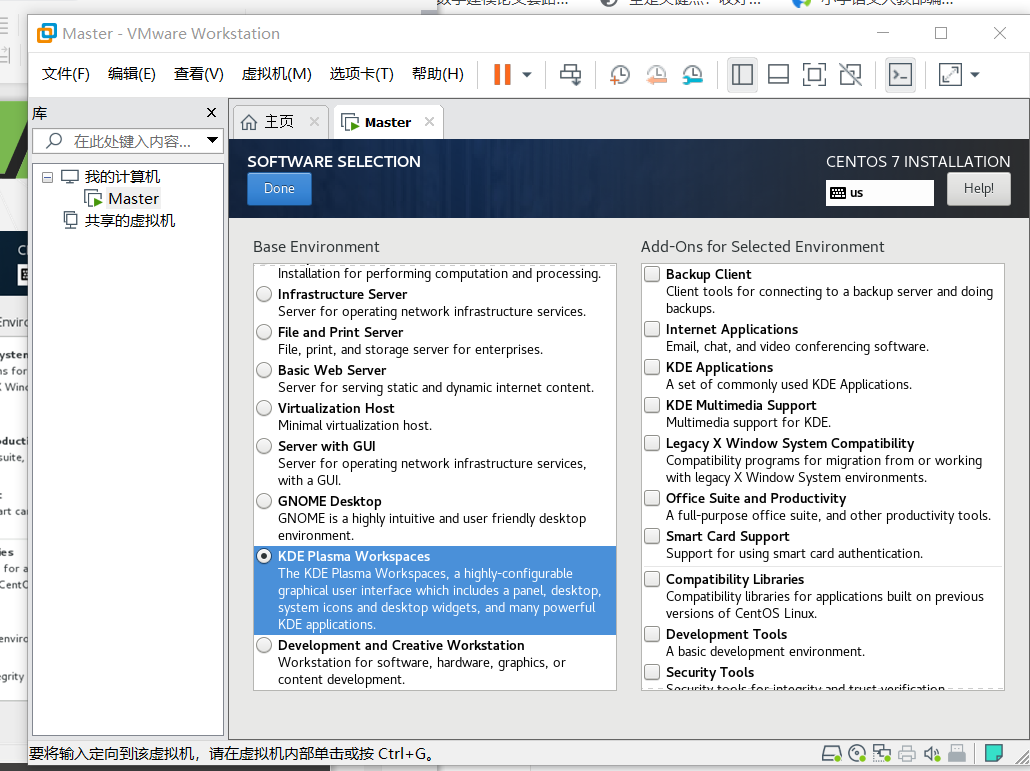 Master - VMware Workstation
文件(F) 编辑(E) 查看(V) 虚拟机(M) 选项卡(T) 帮助(H)
库
在此处键入内容...
我的计算机
Master
共享的虚拟机
主页
Master
SOFTWARE SELECTION
Done
CENTOS 7 INSTALLATION
us
Help!
Base Environment
Installation for performing computation and processing.
Infrastructure Server
Server for operating network infrastructure services.
File and Print Server
File, print, and storage server for enterprises.
Basic Web Server
Server for serving static and dynamic internet content.
Virtualization Host
Minimal virtualization host.
Server with GUI
Server for operating network infrastructure services,
with a GUI.
GNOME Desktop
GNOME is a highly intuitive and user friendly desktop
environment.
KDE Plasma Workspaces
The KDE Plasma Workspaces, a highly-configurable
graphical user interface which includes a panel, desktop,
system icons and desktop widgets, and many powerful
KDE applications.
Development and Creative Workstation
Workstation for software, hardware, graphics, or
content development.
Add-Ons for Selected Environment
Backup Client
Client tools for connecting to a backup server and doing
backups.
Internet Applications
Email, chat, and video conferencing software.
KDE Applications
A set of commonly used KDE Applications.
KDE Multimedia Support
Multimedia support for KDE.
Legacy X Window System Compatibility
Compatibility programs for migration from or working
with legacy X Window System environments.
Office Suite and Productivity
A full-purpose office suite, and other productivity tools.
Smart Card Support
Support for using smart card authentication.
Compatibility Libraries
Compatibility libraries for applications built on previous
versions of CentOS Linux.
Development Tools
A basic development environment.
Security Tools
Security tools for integrity and trust verification.
要将输入定向到该虚拟机，请在虚拟机内部单击或按 Ctrl+G。